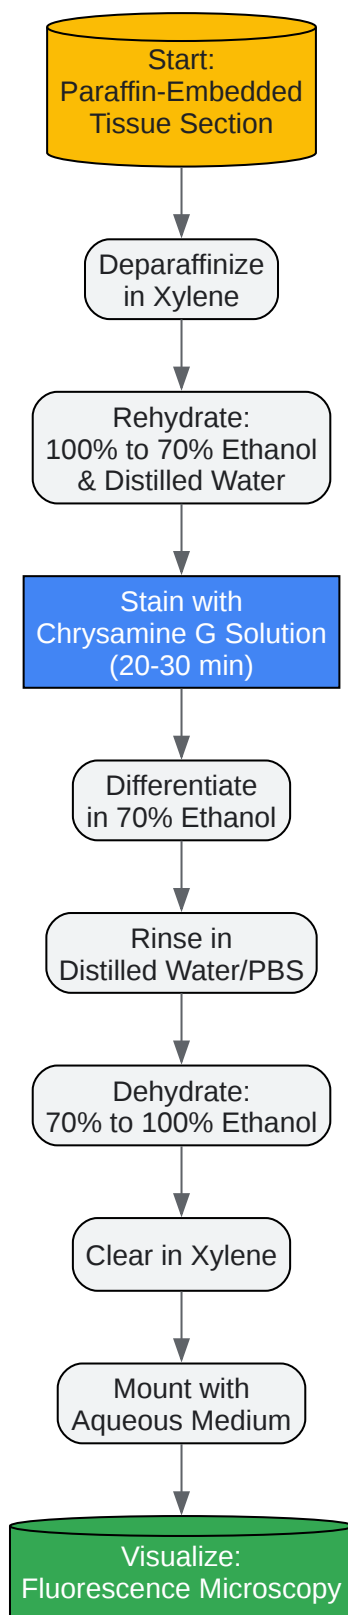 Start:
Paraffin-Embedded
Tissue Section
Deparaffinize
in Xylene
Rehydrate:
100% to 70% Ethanol
& Distilled Water
Stain with
Chrysamine G Solution
(20-30 min)
Differentiate
in 70% Ethanol
Rinse in
Distilled Water/PBS
Dehydrate:
70% to 100% Ethanol
Clear in Xylene
Mount with
Aqueous Medium
Visualize:
Fluorescence Microscopy